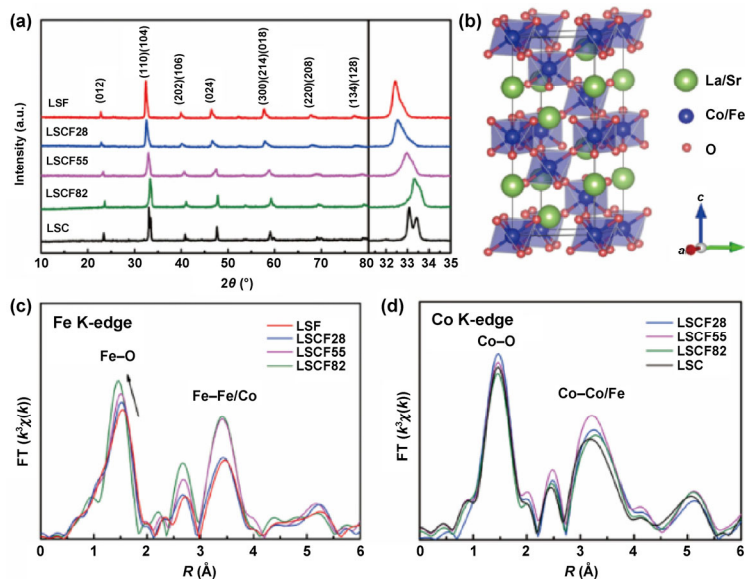 (a)
(012)
(110)(104)
(202)(106)
(024)
(300)(214)(018)
(220)(208)
(134)(128)
LSF
LSCF28
LSCF55
LSCF82
LSC
Intensity (a.u.)
10 20 30 40 50 60 70 80 32 33 34 35
2θ (°)
(b)
La/Sr
Co/Fe
O
c
a
(c)
Fe K-edge
LSF
LSCF28
LSCF55
LSCF82
Fe–O
Fe–Fe/Co
FT (k³χ(k))
0 1 2 3 4 5 6
R (Å)
(d)
Co K-edge
LSCF28
LSCF55
LSCF82
LSC
Co–O
Co–Co/Fe
FT (k³χ(k))
0 1 2 3 4 5 6
R (Å)